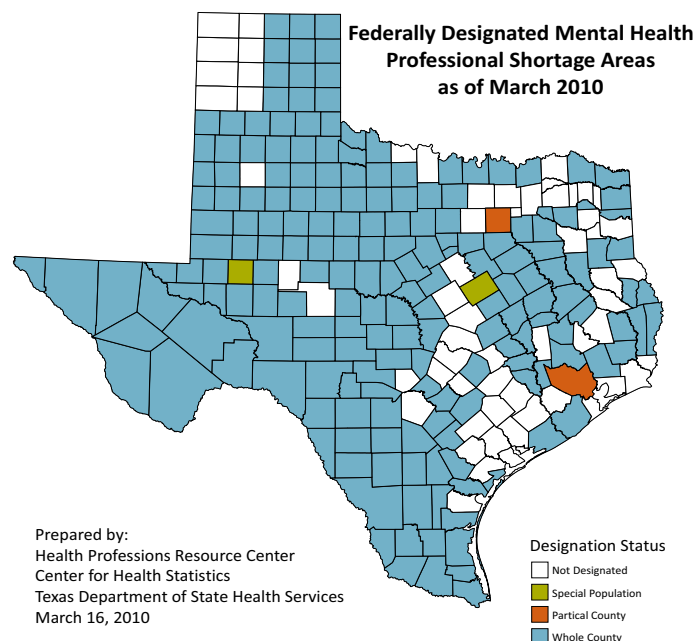 Federally Designated Mental Health
Professional Shortage Areas
as of March 2010
Prepared by:
Health Professions Resource Center
Center for Health Statistics
Texas Department of State Health Services
March 16, 2010
Designation Status
Not Designated
Special Population
Partical County
Whole County